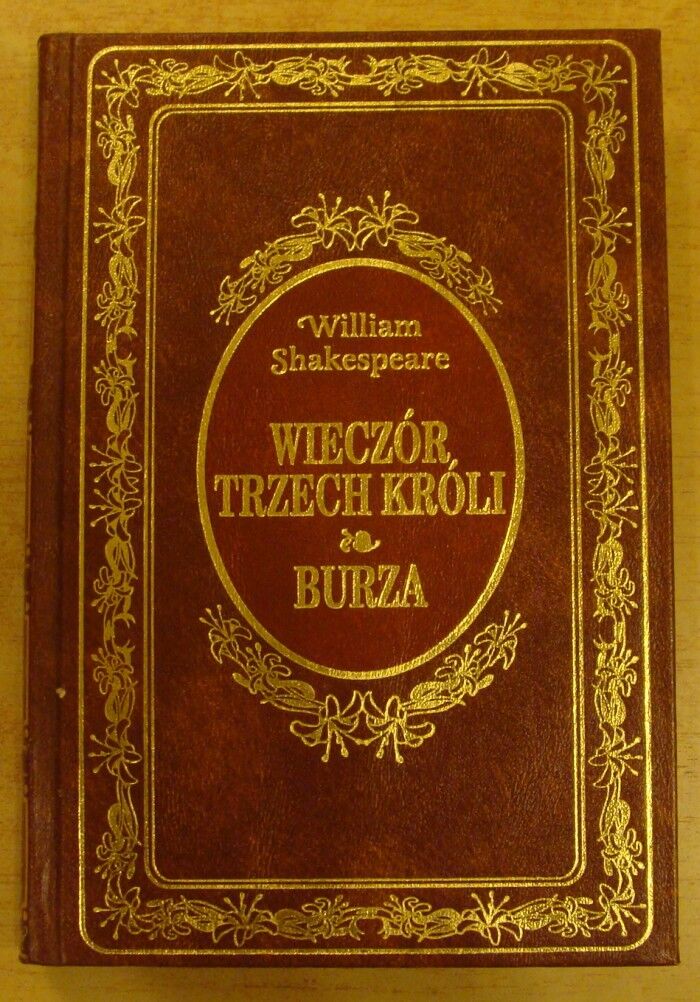 William
Shakespeare
WIECZÓR
TRZECH KRÓLI
BURZA